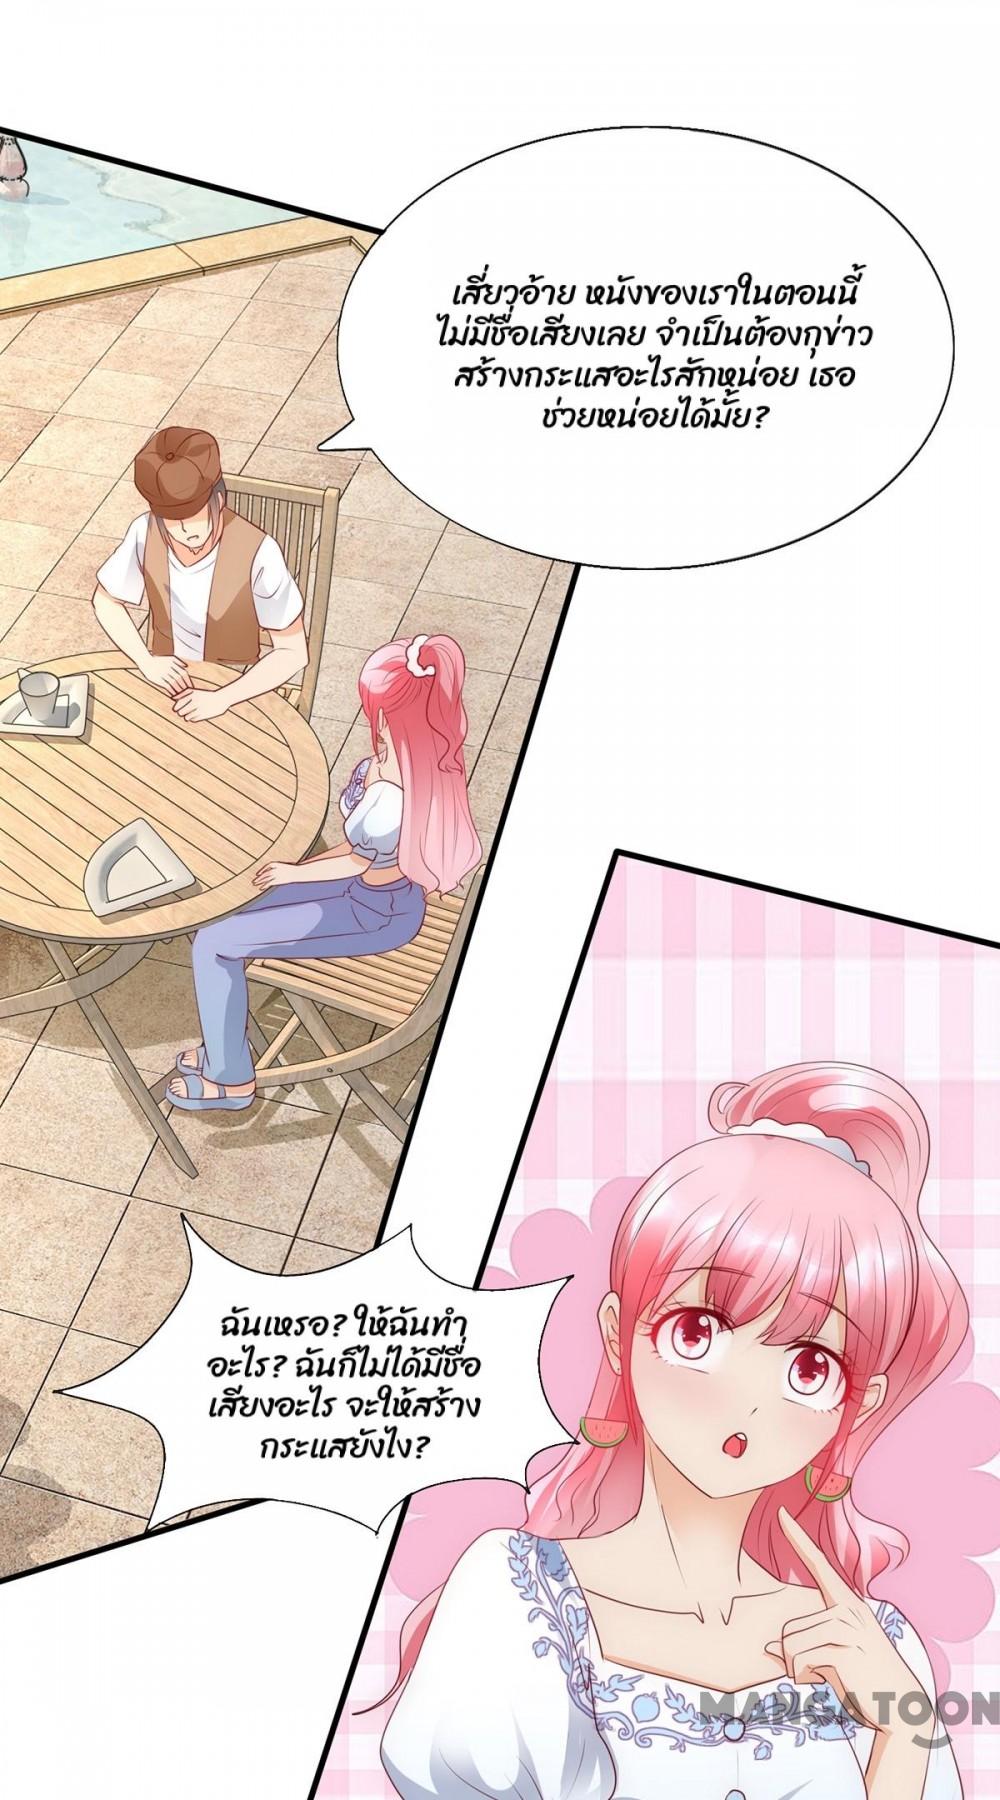 เสี่ยวอ้าย หนังของเราในตอนนี้
ไม่มีชื่อเสียงเลย จำเป็นต้องกุข่าว
สร้างกระแสอะไรสักหน่อย เธอ
ช่วยหน่อยได้มั้ย?
ฉันเหรอ? ให้ฉันทำ
อะไร? ฉันก็ไม่ได้มีชื่อ
เสียงอะไร จะให้สร้าง
กระแสยังไง?
MANGATOON